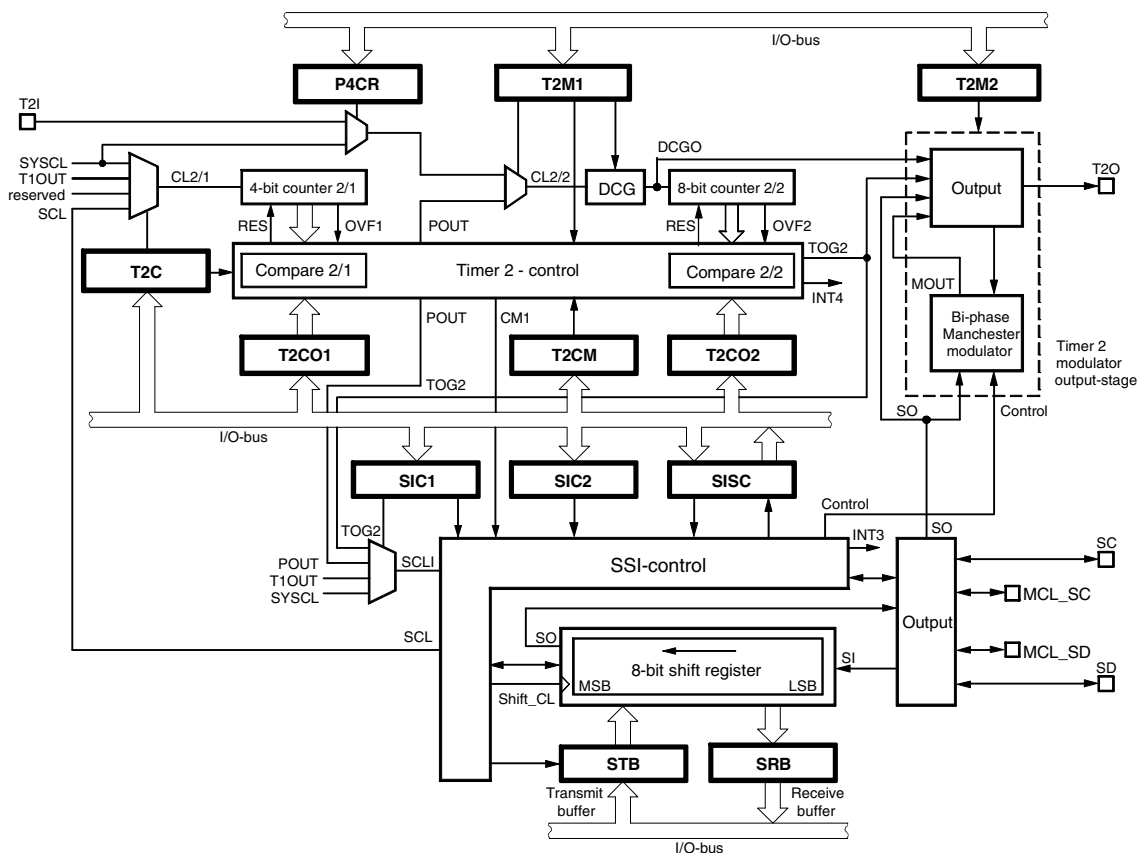 I/O-bus
P4CR
T2M1
T2M2
T2I
SYSCL
T1OUT
reserved
SCL
CL2/1
4-bit counter 2/1
CL2/2
DCG
DCGO
8-bit counter 2/2
Output
T2O
RES
OVF1
POUT
RES
OVF2
TOG2
T2C
Compare 2/1
Timer 2 - control
Compare 2/2
INT4
MOUT
Bi-phase
Manchester
modulator
Timer 2
modulator
output-stage
POUT
CM1
T2CO1
T2CM
T2CO2
TOG2
SO
Control
I/O-bus
SIC1
SIC2
SISC
Control
TOG2
POUT
T1OUT
SYSCL
SCLI
SSI-control
INT3
SO
SC
MCL_SC
Output
MCL_SD
SD
SCL
SO
8-bit shift register
MSB
LSB
SI
Shift_CL
STB
SRB
Transmit
buffer
Receive
buffer
I/O-bus